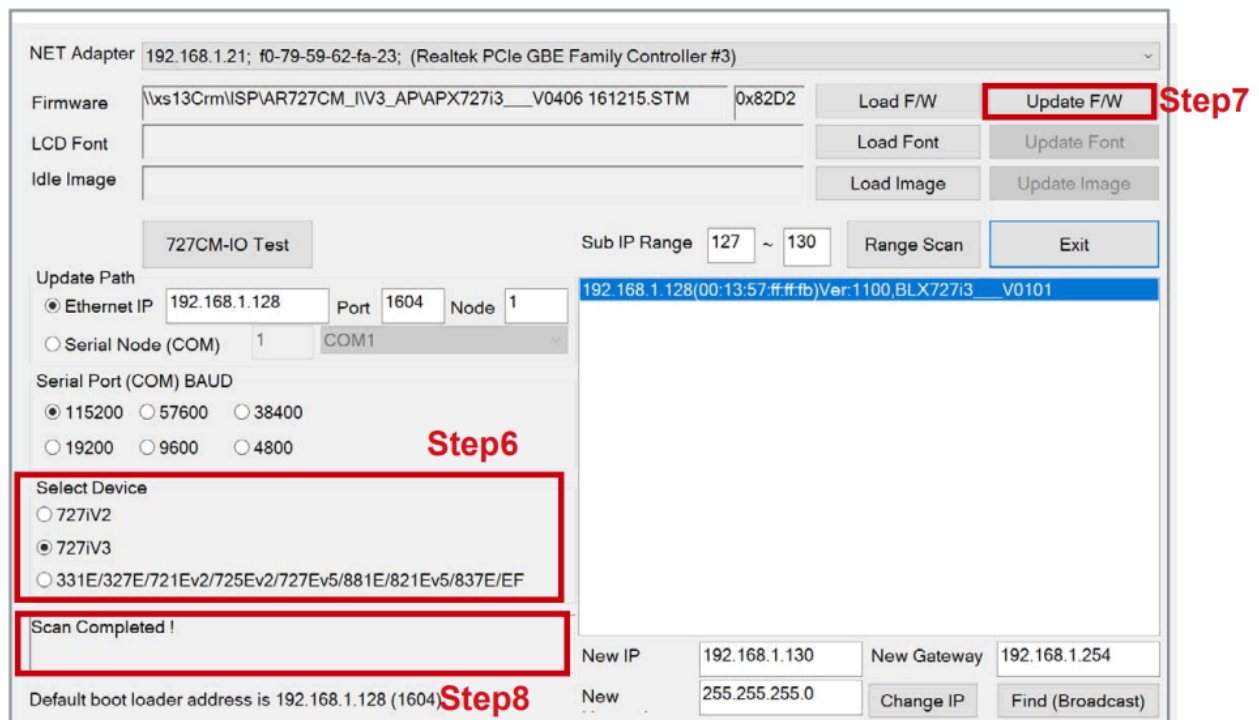 NET Adapter 192.168.1.21; f0-79-59-62-fa-23; (Realtek PCIe GBE Family Controller #3)
Firmware \\xs13Crm\ISP\AR727CM_I\V3_AP\APX727i3___V0406 161215.STM 0x82D2 Load F/W Update F/W Step7
LCD Font Load Font Update Font
Idle Image Load Image Update Image
727CM-IO Test Sub IP Range 127 ~ 130 Range Scan Exit
Update Path
192.168.1.128(00:13:57:ff:ff:fb)Ver:1100,BLX727i3___V0101
Ethernet IP 192.168.1.128 Port 1604 Node 1
Serial Node (COM) 1 COM1
Serial Port (COM) BAUD
115200 57600 38400
19200 9600 4800
Step6
Select Device
727iV2
727iV3
331E/327E/721Ev2/725Ev2/727Ev5/881E/821Ev5/837E/EF
Scan Completed !
New IP 192.168.1.130 New Gateway 192.168.1.254
Default boot loader address is 192.168.1.128 (1604) Step8
New 255.255.255.0 Change IP Find (Broadcast)